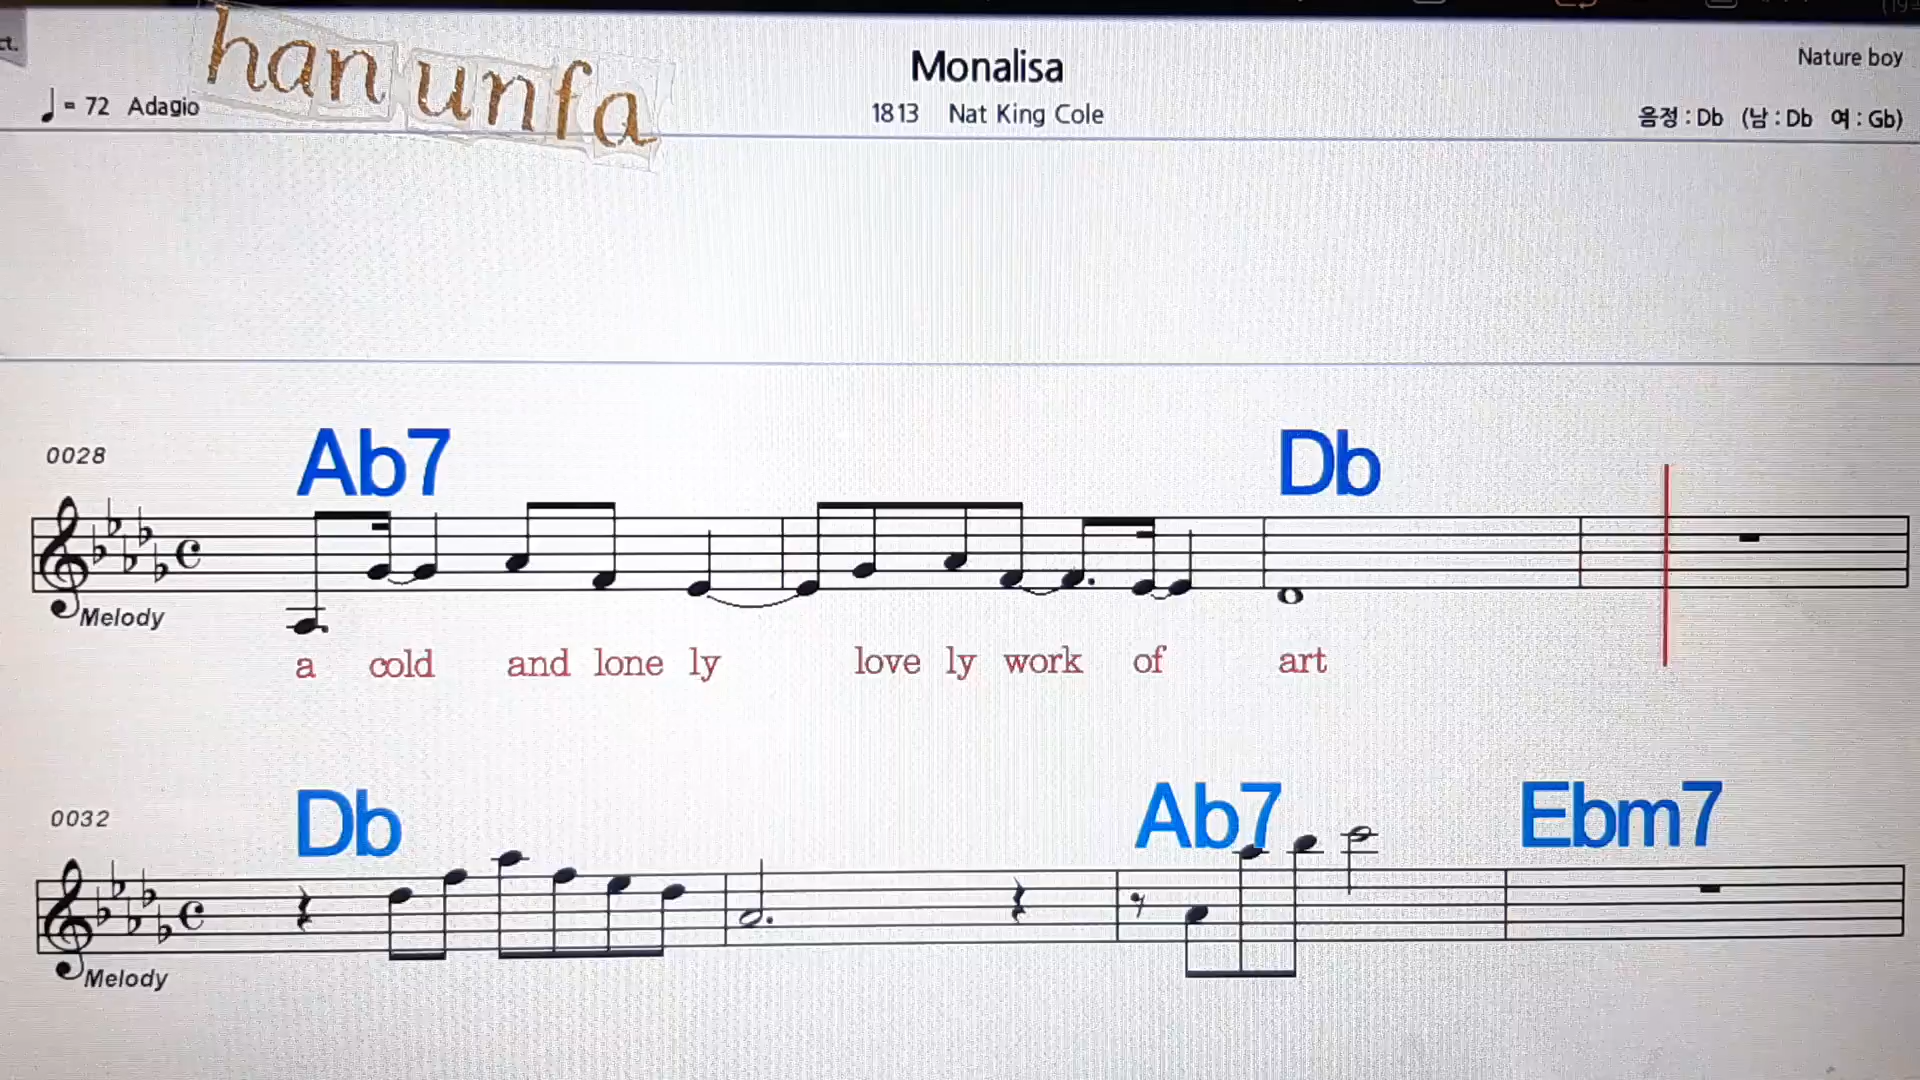 ct.
han unfa
Monalisa
Nature boy
= 72 Adagio
1813 Nat King Cole
음정 : Db (남 : Db 여 : Gb)
0028
Ab7
Db
Melody
a cold and lone ly love ly work of art
0032
Db
Ab7
Ebm7
Melody